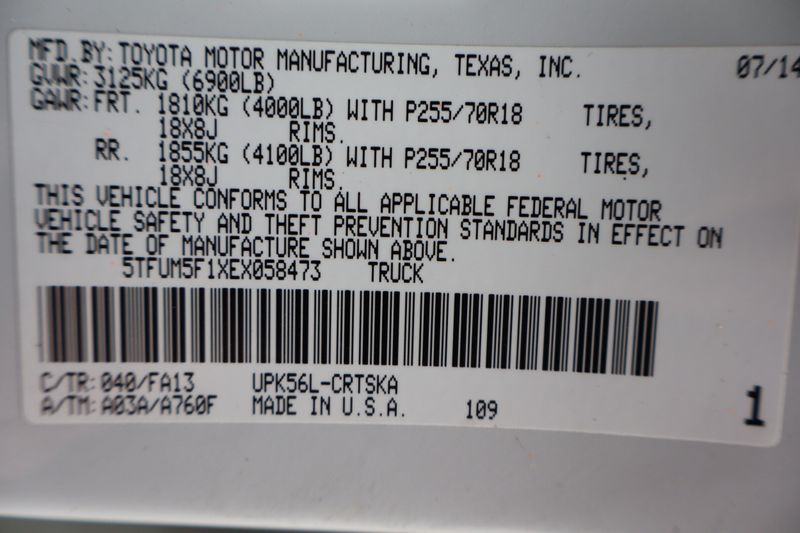 MFD.BY: TOYOTA MOTOR MANUFACTURING, TEXAS, INC. 07/14
GVWR: 3125KG (6900LB)
GAWR: FRT. 1810KG (4000LB) WITH P255/70R18 TIRES,
18X8J RIMS.
RR. 1855KG (4100LB) WITH P255/70R18 TIRES,
18X8J RIMS.
THIS VEHICLE CONFORMS TO ALL APPLICABLE FEDERAL MOTOR
VEHICLE SAFETY AND THEFT PREVENTION STANDARDS IN EFFECT ON
THE DATE OF MANUFACTURE SHOWN ABOVE.
5TFUM5F1XEX058473 TRUCK
C/TR: 040/FA13 UPK56L-CRTSKA
A/TM: A03A/A760F MADE IN U.S.A. 109 1